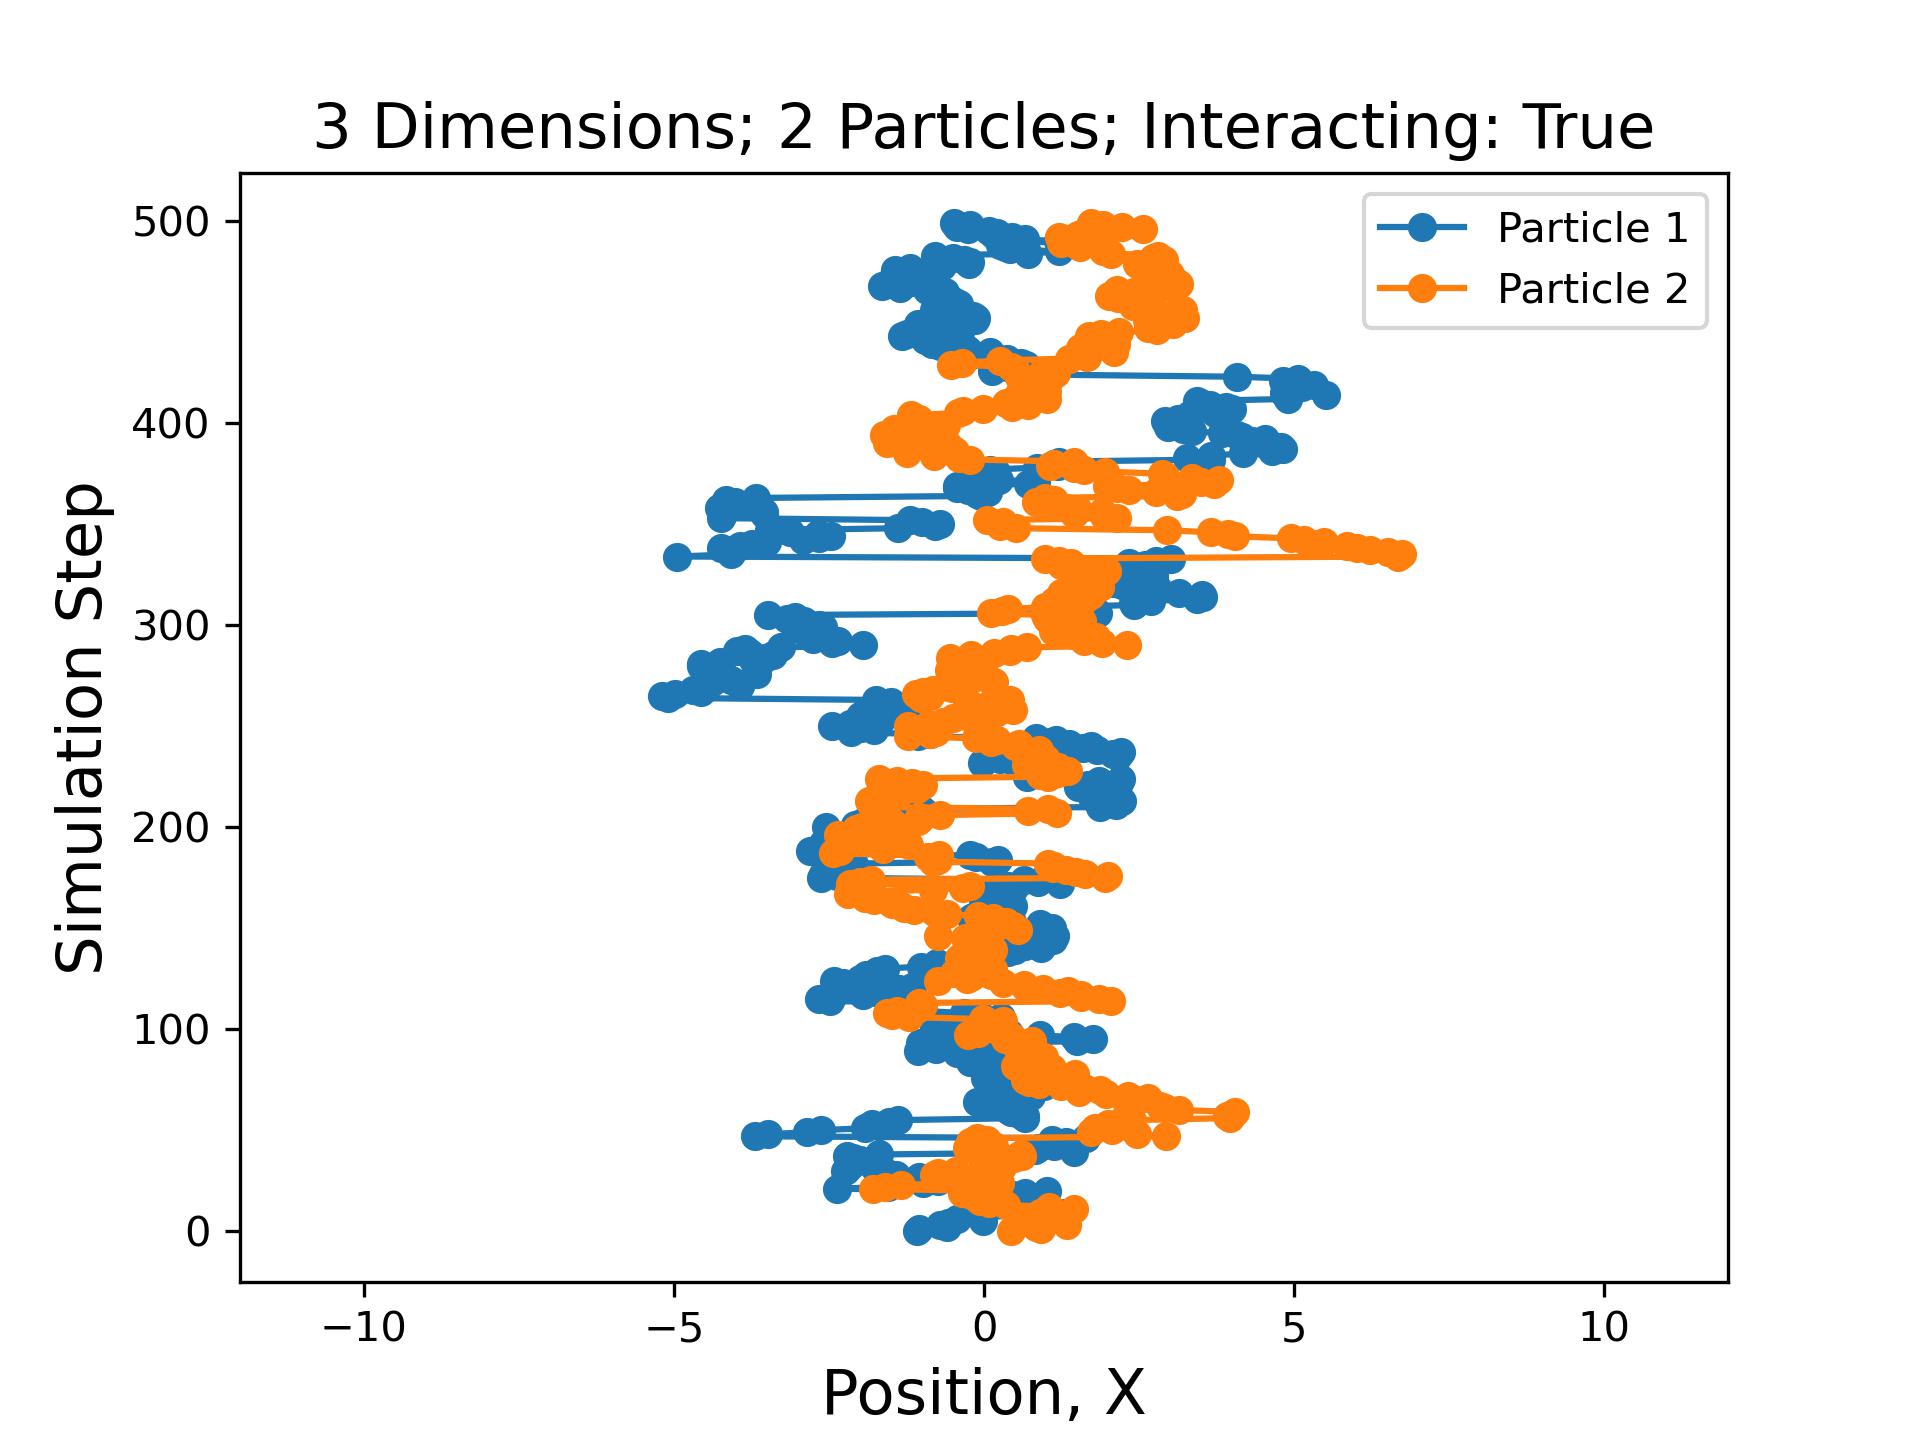 3 Dimensions; 2 Particles; Interacting: True
Particle 1
Particle 2
500
400
300
200
100
0
Simulation Step
−10
−5
0
5
10
Position, X